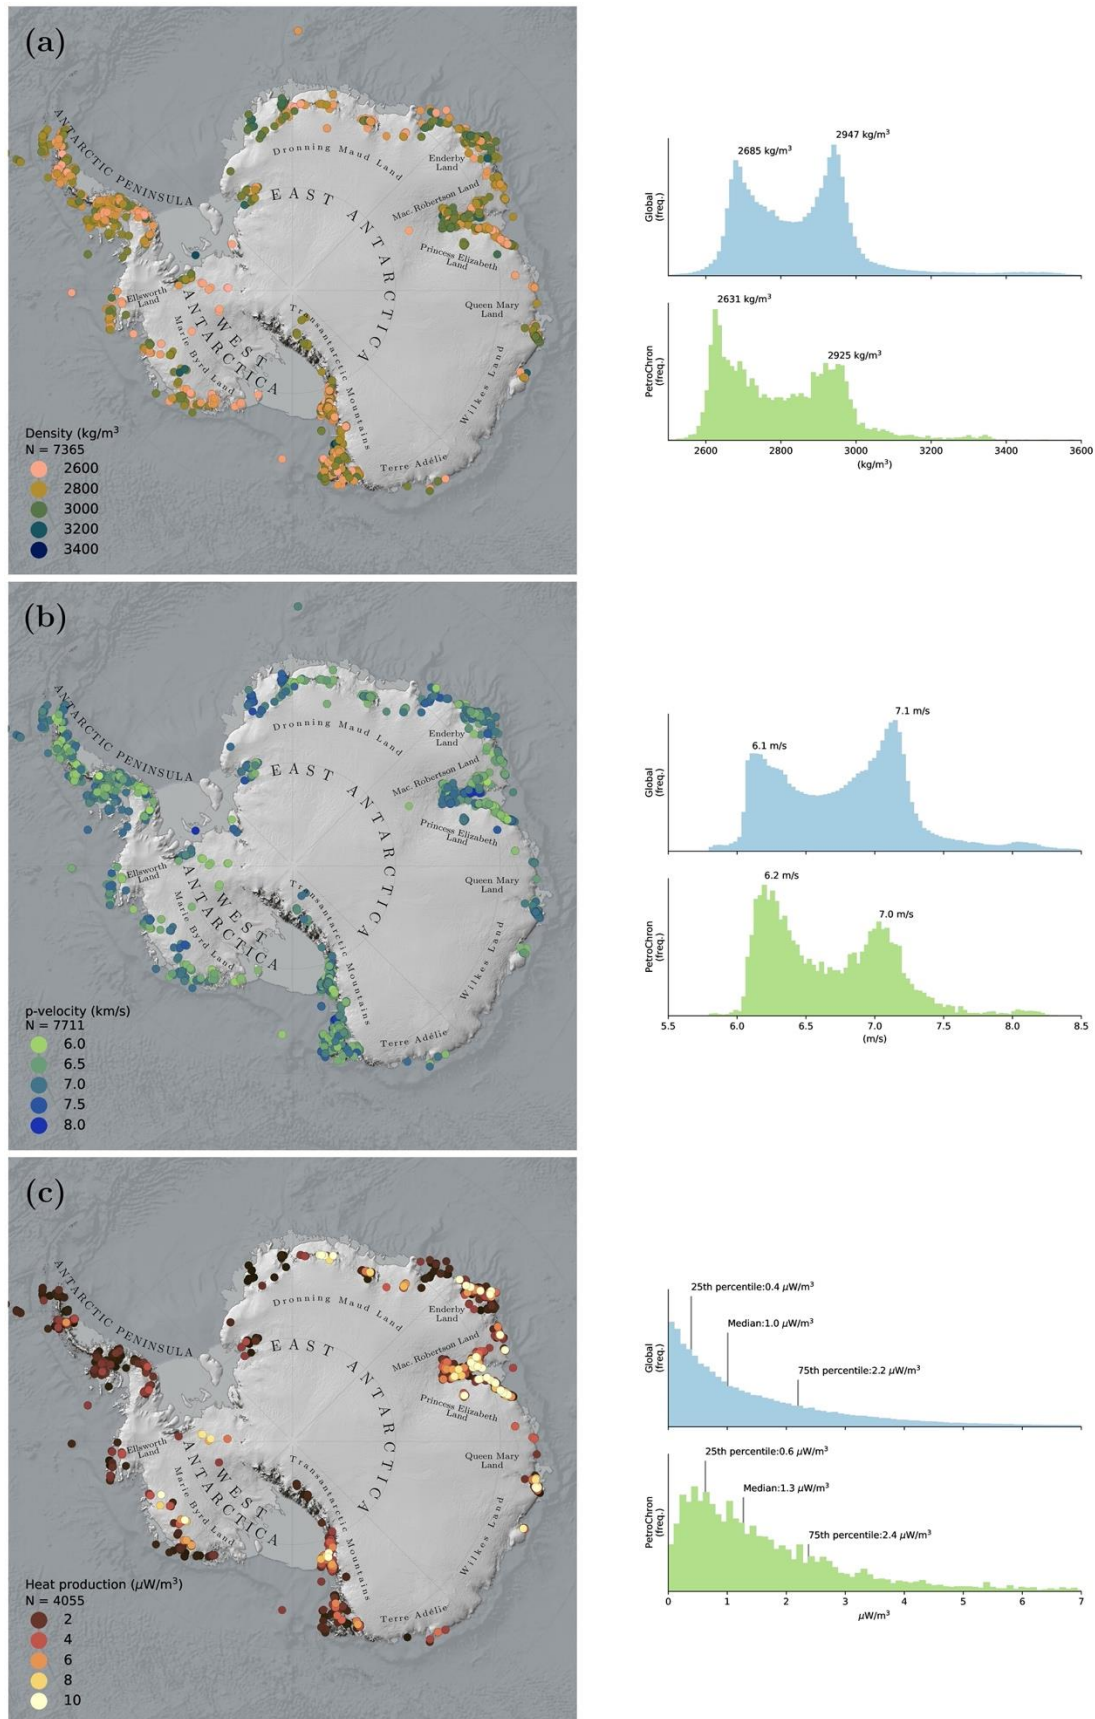 (a)
ANTARCTIC PENINSULA
Dronning Maud Land
Enderby
Land
EAST ANTARCTICA
Mac. Robertson Land
Princess Elizabeth
Land
Ellsworth
Land
Queen Mary
Land
WEST
ANTARCTICA
Marie Byrd Land
Transantarctic Mountains
Wilkes Land
Terre Adélie
Density (kg/m³
N = 7365
2600
2800
3000
3200
3400
2947 kg/m³
2685 kg/m³
Global
(freq.)
2631 kg/m³
2925 kg/m³
PetroChron
(freq.)
2600 2800 3000 3200 3400 3600
(kg/m³)
(b)
ANTARCTIC PENINSULA
Dronning Maud Land
Enderby
Land
EAST ANTARCTICA
Mac. Robertson Land
Princess Elizabeth
Land
Ellsworth
Land
Queen Mary
Land
WEST
ANTARCTICA
Marie Byrd Land
Transantarctic Mountains
Wilkes Land
Terre Adélie
p-velocity (km/s)
N = 7711
6.0
6.5
7.0
7.5
8.0
7.1 m/s
6.1 m/s
Global
(freq.)
6.2 m/s
7.0 m/s
PetroChron
(freq.)
5.5 6.0 6.5 7.0 7.5 8.0 8.5
(m/s)
(c)
ANTARCTIC PENINSULA
Dronning Maud Land
Enderby
Land
EAST ANTARCTICA
Mac. Robertson Land
Princess Elizabeth
Land
Ellsworth
Land
Queen Mary
Land
WEST
ANTARCTICA
Marie Byrd Land
Transantarctic Mountains
Wilkes Land
Terre Adélie
Heat production (μW/m³)
N = 4055
2
4
6
8
10
25th percentile:0.4 μW/m³
Median:1.0 μW/m³
75th percentile:2.2 μW/m³
Global
(freq.)
25th percentile:0.6 μW/m³
Median:1.3 μW/m³
75th percentile:2.4 μW/m³
PetroChron
(freq.)
0 1 2 3 4 5 6 7
μW/m³